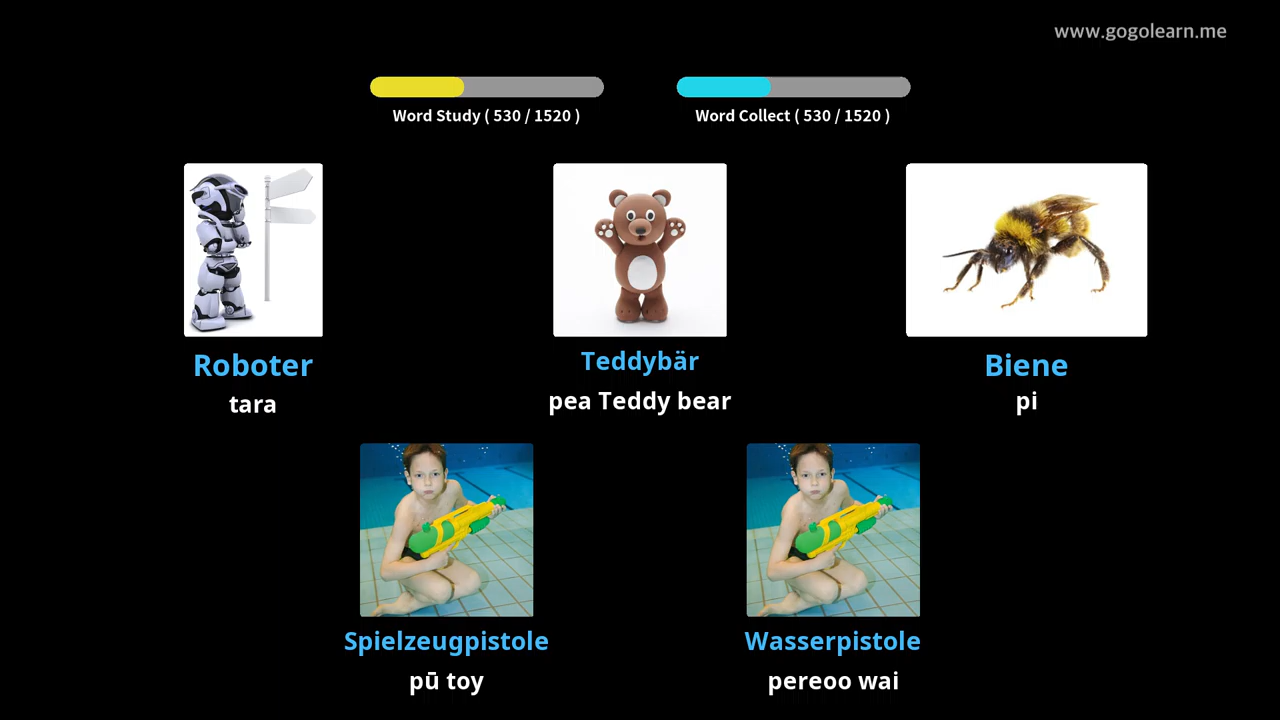 www.gogolearn.me
Word Study ( 530 / 1520 )
Word Collect ( 530 / 1520 )
Roboter
tara
Teddybär
pea Teddy bear
Biene
pi
Spielzeugpistole
pū toy
Wasserpistole
pereoo wai